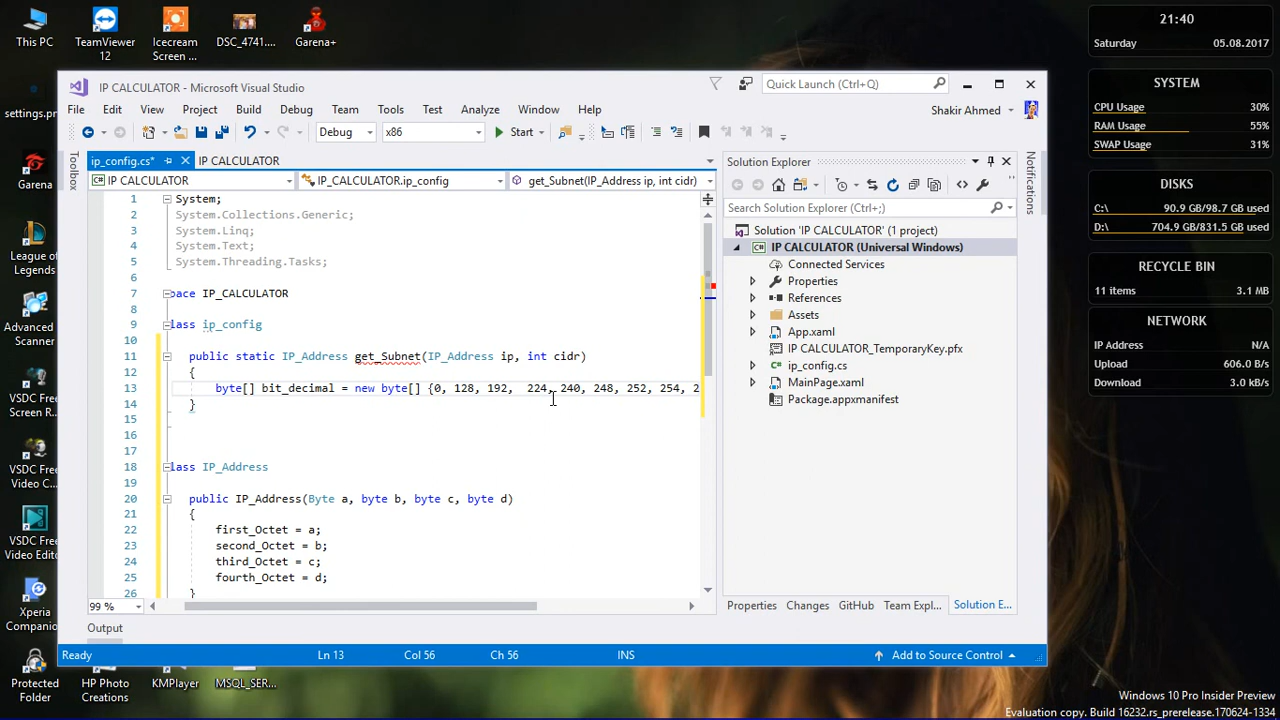 This PC
TeamViewer 12
Icecream Screen ...
DSC_4741....
Garena+
settings.pr
Garena
League of Legends
Advanced Scanner
VSDC Free Screen R...
VSDC Free Video C...
VSDC Free Video E...
Xperia Companio...
Protected Folder
HP Photo Creations
KMPlayer
MSQL_SER...
IP CALCULATOR - Microsoft Visual Studio
Quick Launch (Ctrl+Q)
File Edit View Project Build Debug Team Tools Test Analyze Window Help
Shakir Ahmed
Debug x86 Start
Toolbox
ip_config.cs* IP CALCULATOR
IP CALCULATOR IP_CALCULATOR.ip_config get_Subnet(IP_Address ip, int cidr)
1 System;
2 System.Collections.Generic;
3 System.Linq;
4 System.Text;
5 System.Threading.Tasks;
6
7 pace IP_CALCULATOR
8
9 lass ip_config
10
11 public static IP_Address get_Subnet(IP_Address ip, int cidr)
12 {
13 byte[] bit_decimal = new byte[] {0, 128, 192,  224, 240, 248, 252, 254, 2
14 }
15
16
17
18 lass IP_Address
19
20 public IP_Address(Byte a, byte b, byte c, byte d)
21 {
22 first_Octet = a;
23 second_Octet = b;
24 third_Octet = c;
25 fourth_Octet = d;
26 }
99 %
Output
Ready Ln 13 Col 56 Ch 56 INS Add to Source Control
Solution Explorer
Search Solution Explorer (Ctrl+;)
Solution 'IP CALCULATOR' (1 project)
IP CALCULATOR (Universal Windows)
Connected Services
Properties
References
Assets
App.xaml
IP CALCULATOR_TemporaryKey.pfx
ip_config.cs
MainPage.xaml
Package.appxmanifest
Properties Changes GitHub Team Expl... Solution E...
Notifications
21:40
Saturday 05.08.2017
SYSTEM
CPU Usage 30%
RAM Usage 55%
SWAP Usage 31%
DISKS
C:\ 90.9 GB/98.7 GB used
D:\ 704.9 GB/831.5 GB used
RECYCLE BIN
11 items 3.1 MB
NETWORK
IP Address N/A
Upload 606.0 B/s
Download 3.0 kB/s
Windows 10 Pro Insider Preview
Evaluation copy. Build 16232.rs_prerelease.170624-1334